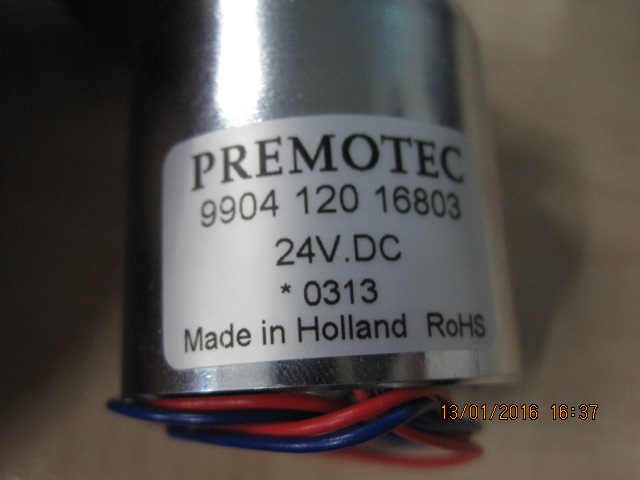 PREMOTEC
9904 120 16803
24V.DC
* 0313
Made in Holland RoHS
13/01/2016 16:37